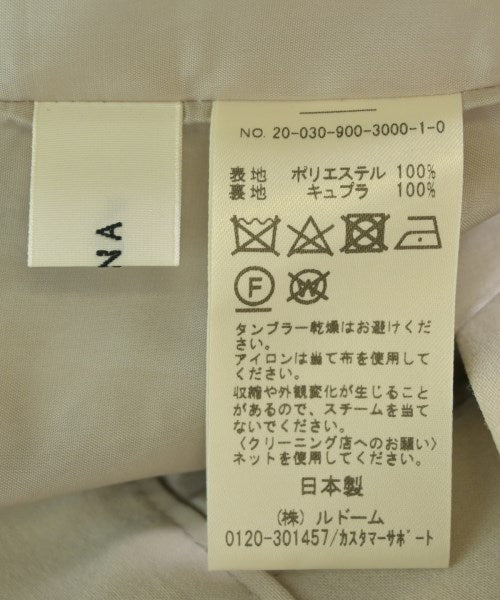 NA
NO. 20-030-900-3000-1-0
表地 ポリエステル 100%
裏地 キュプラ 100%
F W
タンブラー乾燥はお避けくだ
さい。
アイロンは当て布を使用して
ください。
収縮や外観変化が生じること
があるので、スチームを当て
ないでください。
〈クリーニング店へのお願い〉
ネットを使用してください。
日本製
(株) ルドーム
0120-301457/カスタマーサポート